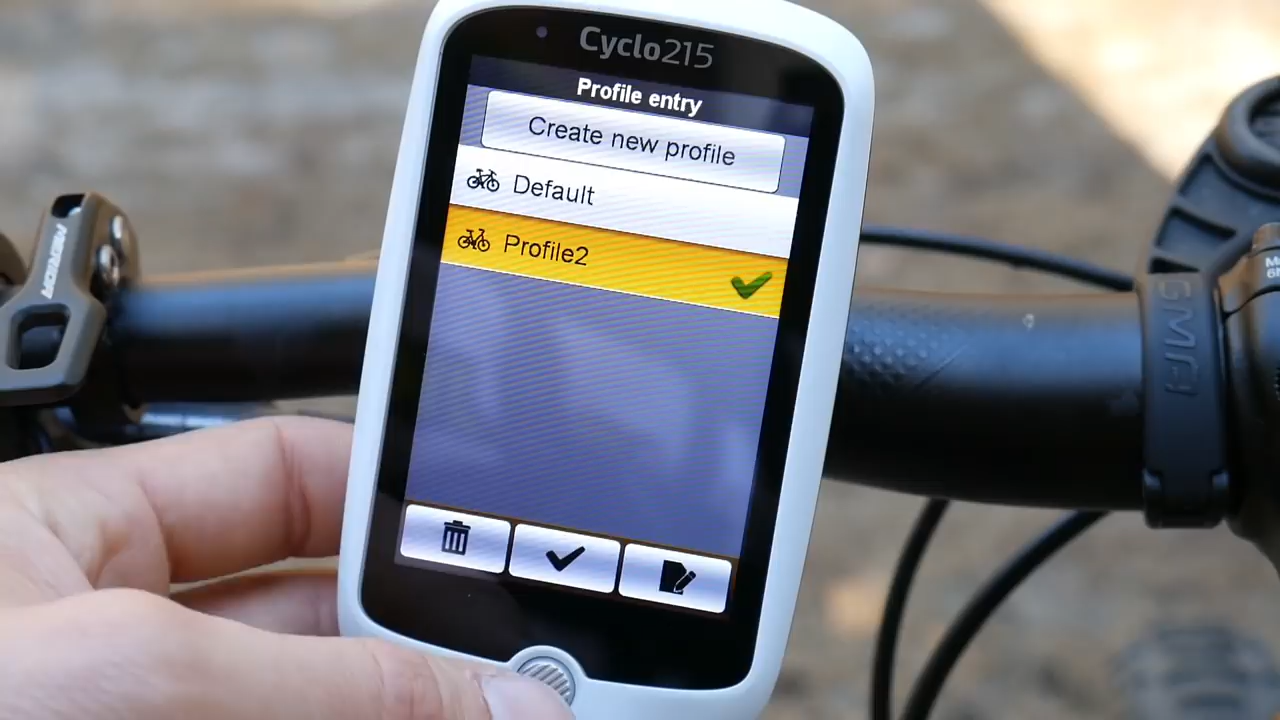 Cyclo215
Profile entry
Create new profile
Default
Profile2